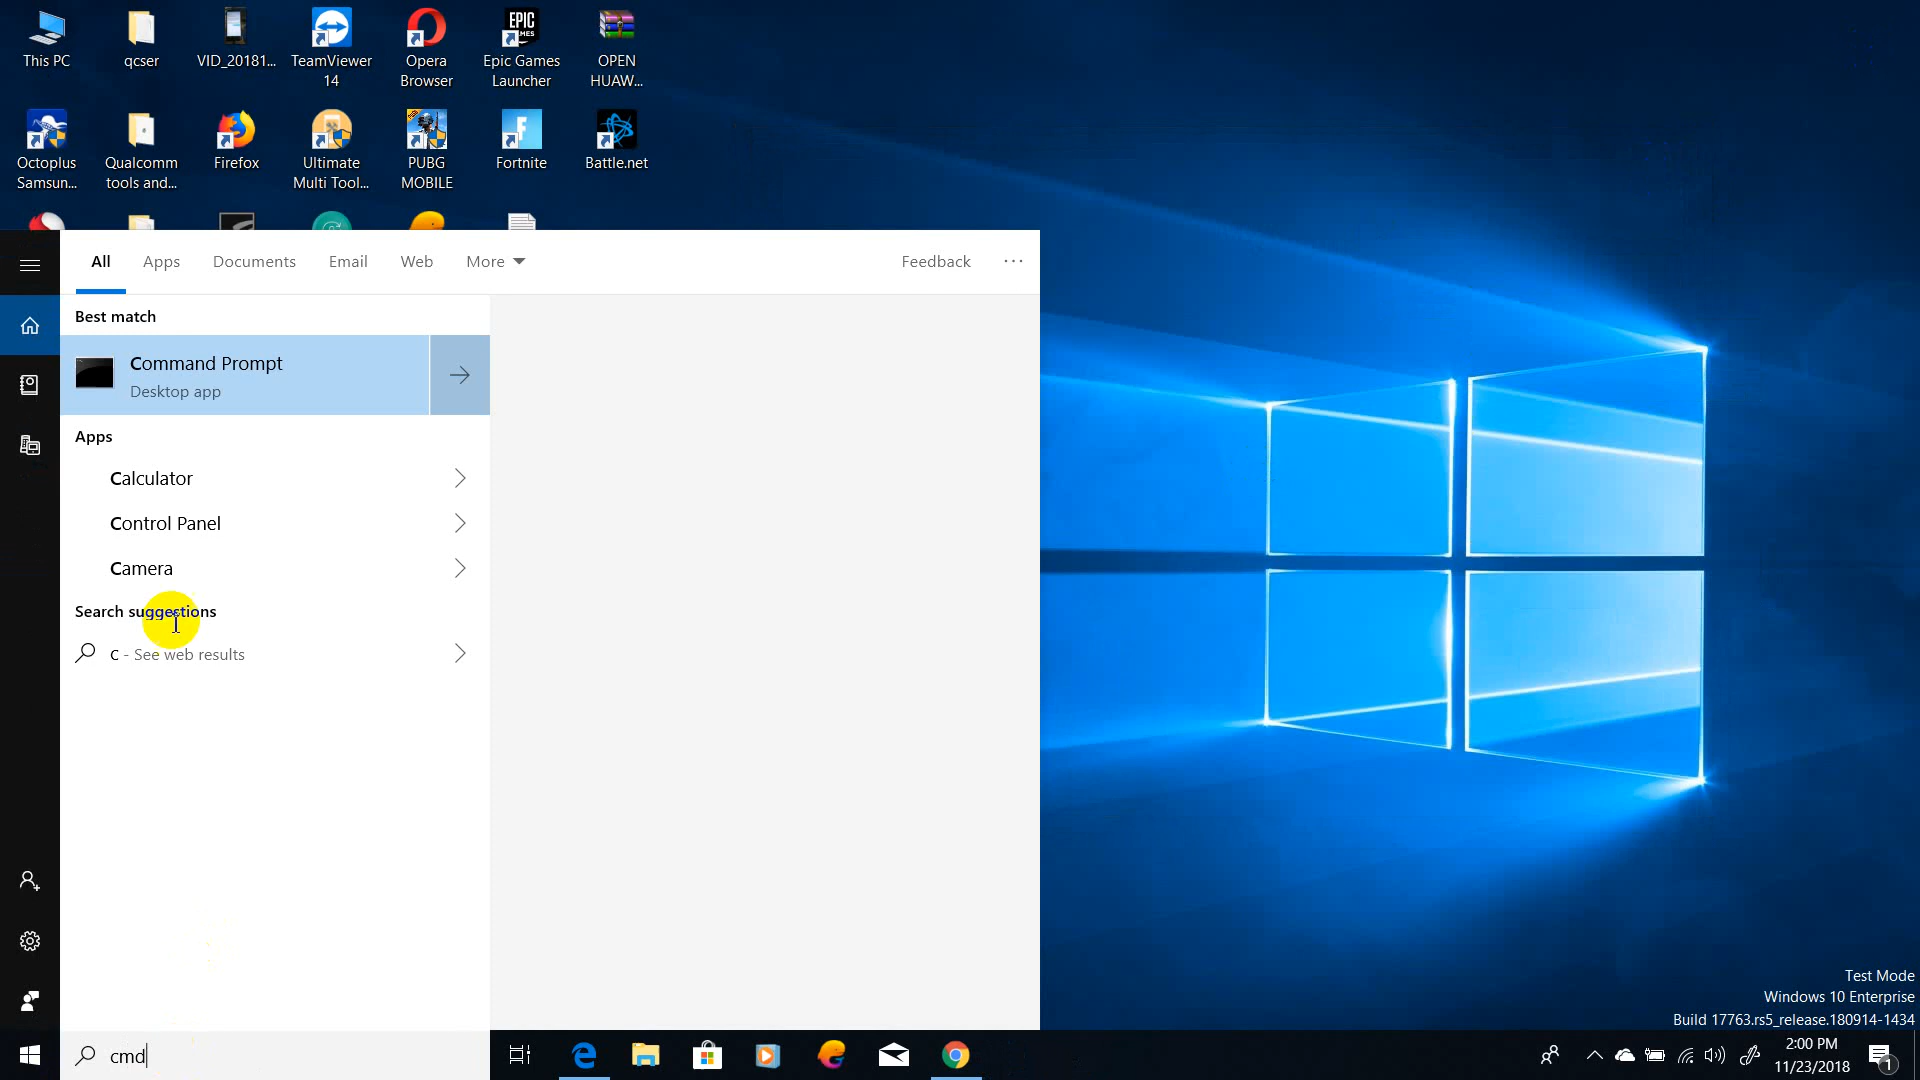 This PC
qcser
VID_20181...
TeamViewer
14
Opera
Browser
EPIC
GAMES
Epic Games
Launcher
OPEN
HUAW...
Octoplus
Samsun...
Qualcomm
tools and...
Firefox
Ultimate
Multi Tool...
PUBG
MOBILE
Fortnite
Battle.net
All
Apps
Documents
Email
Web
More
Feedback
Best match
Command Prompt
Desktop app
Apps
Calculator
Control Panel
Camera
Search suggestions
c - See web results
Test Mode
Windows 10 Enterprise
Build 17763.rs5_release.180914-1434
cmd
2:00 PM
11/23/2018
1